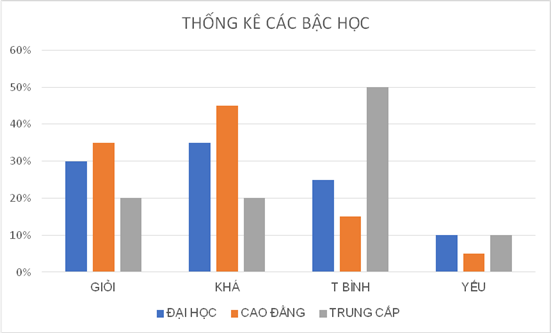 THỐNG KÊ CÁC BẬC HỌC
60%
50%
40%
30%
20%
10%
0%
GIỎI KHÁ T BÌNH YẾU
ĐẠI HỌC CAO ĐẲNG TRUNG CẤP